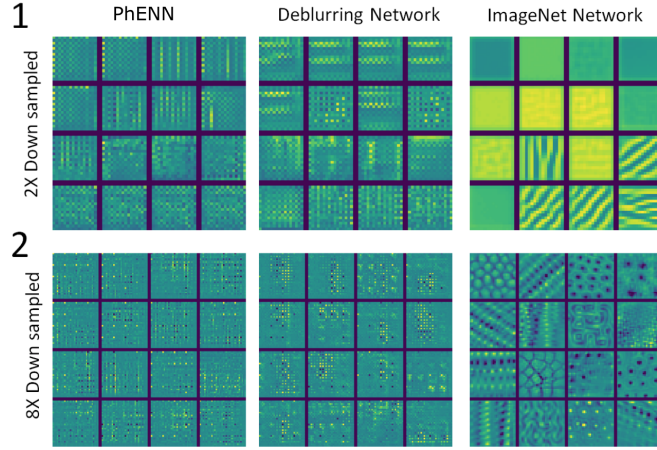 1
PhENN
Deblurring Network
ImageNet Network
2X Down sampled
2
8X Down sampled